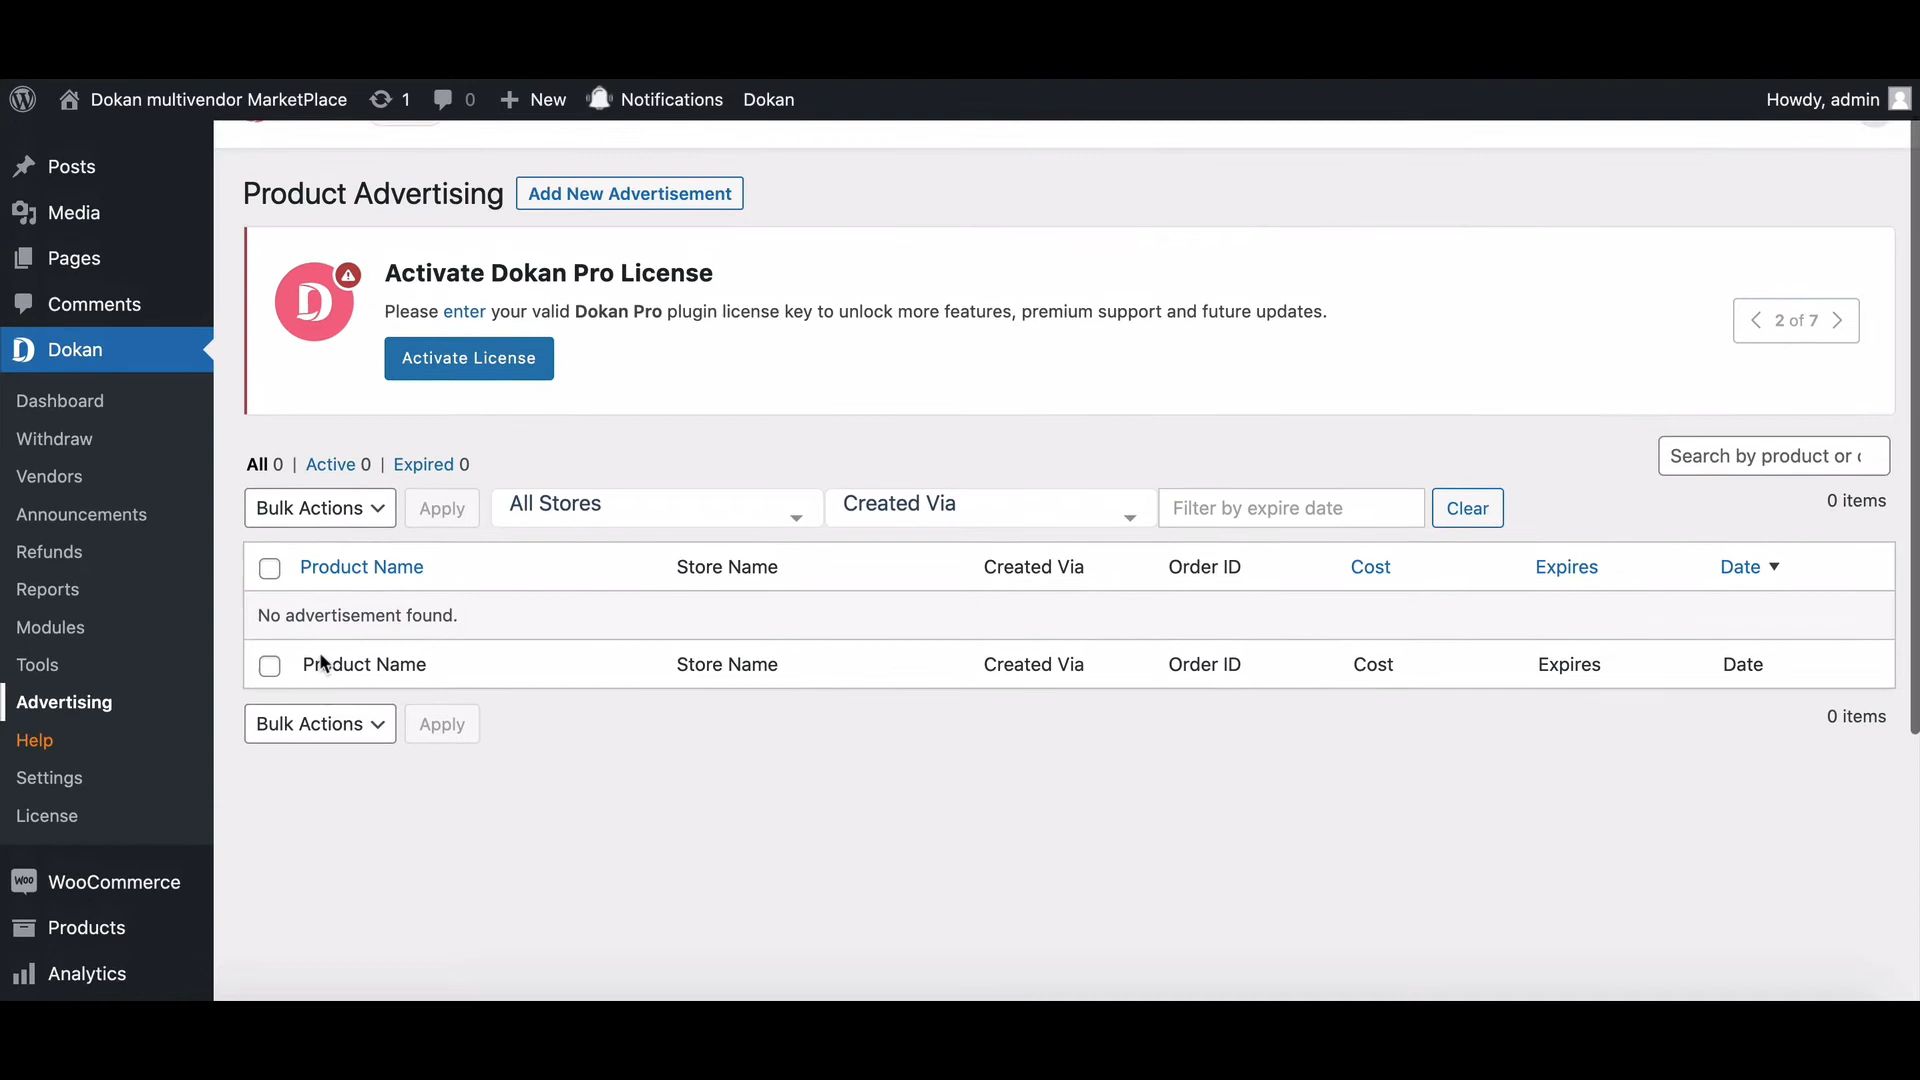 Dokan multivendor MarketPlace 1 0 New Notifications Dokan Howdy, admin
Posts
Media
Pages
Comments
Dokan
Dashboard
Withdraw
Vendors
Announcements
Refunds
Reports
Modules
Tools
Advertising
Help
Settings
License
WooCommerce
Products
Analytics
Product Advertising Add New Advertisement
Activate Dokan Pro License
Please enter your valid Dokan Pro plugin license key to unlock more features, premium support and future updates.
Activate License
2 of 7
All 0 | Active 0 | Expired 0
Search by product or
Bulk Actions Apply All Stores Created Via Filter by expire date Clear
0 items
Product Name Store Name Created Via Order ID Cost Expires Date
No advertisement found.
Product Name Store Name Created Via Order ID Cost Expires Date
Bulk Actions Apply
0 items